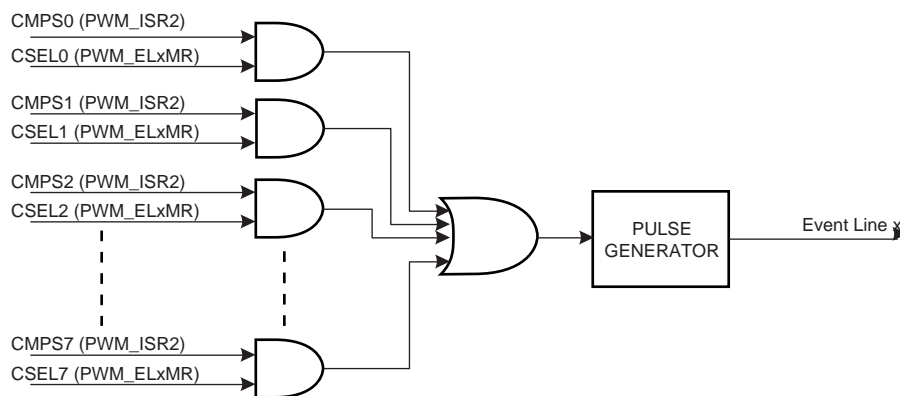 CMPS0 (PWM_ISR2)
CSEL0 (PWM_ELxMR)
CMPS1 (PWM_ISR2)
CSEL1 (PWM_ELxMR)
CMPS2 (PWM_ISR2)
CSEL2 (PWM_ELxMR)
CMPS7 (PWM_ISR2)
CSEL7 (PWM_ELxMR)
PULSE
GENERATOR
Event Line x